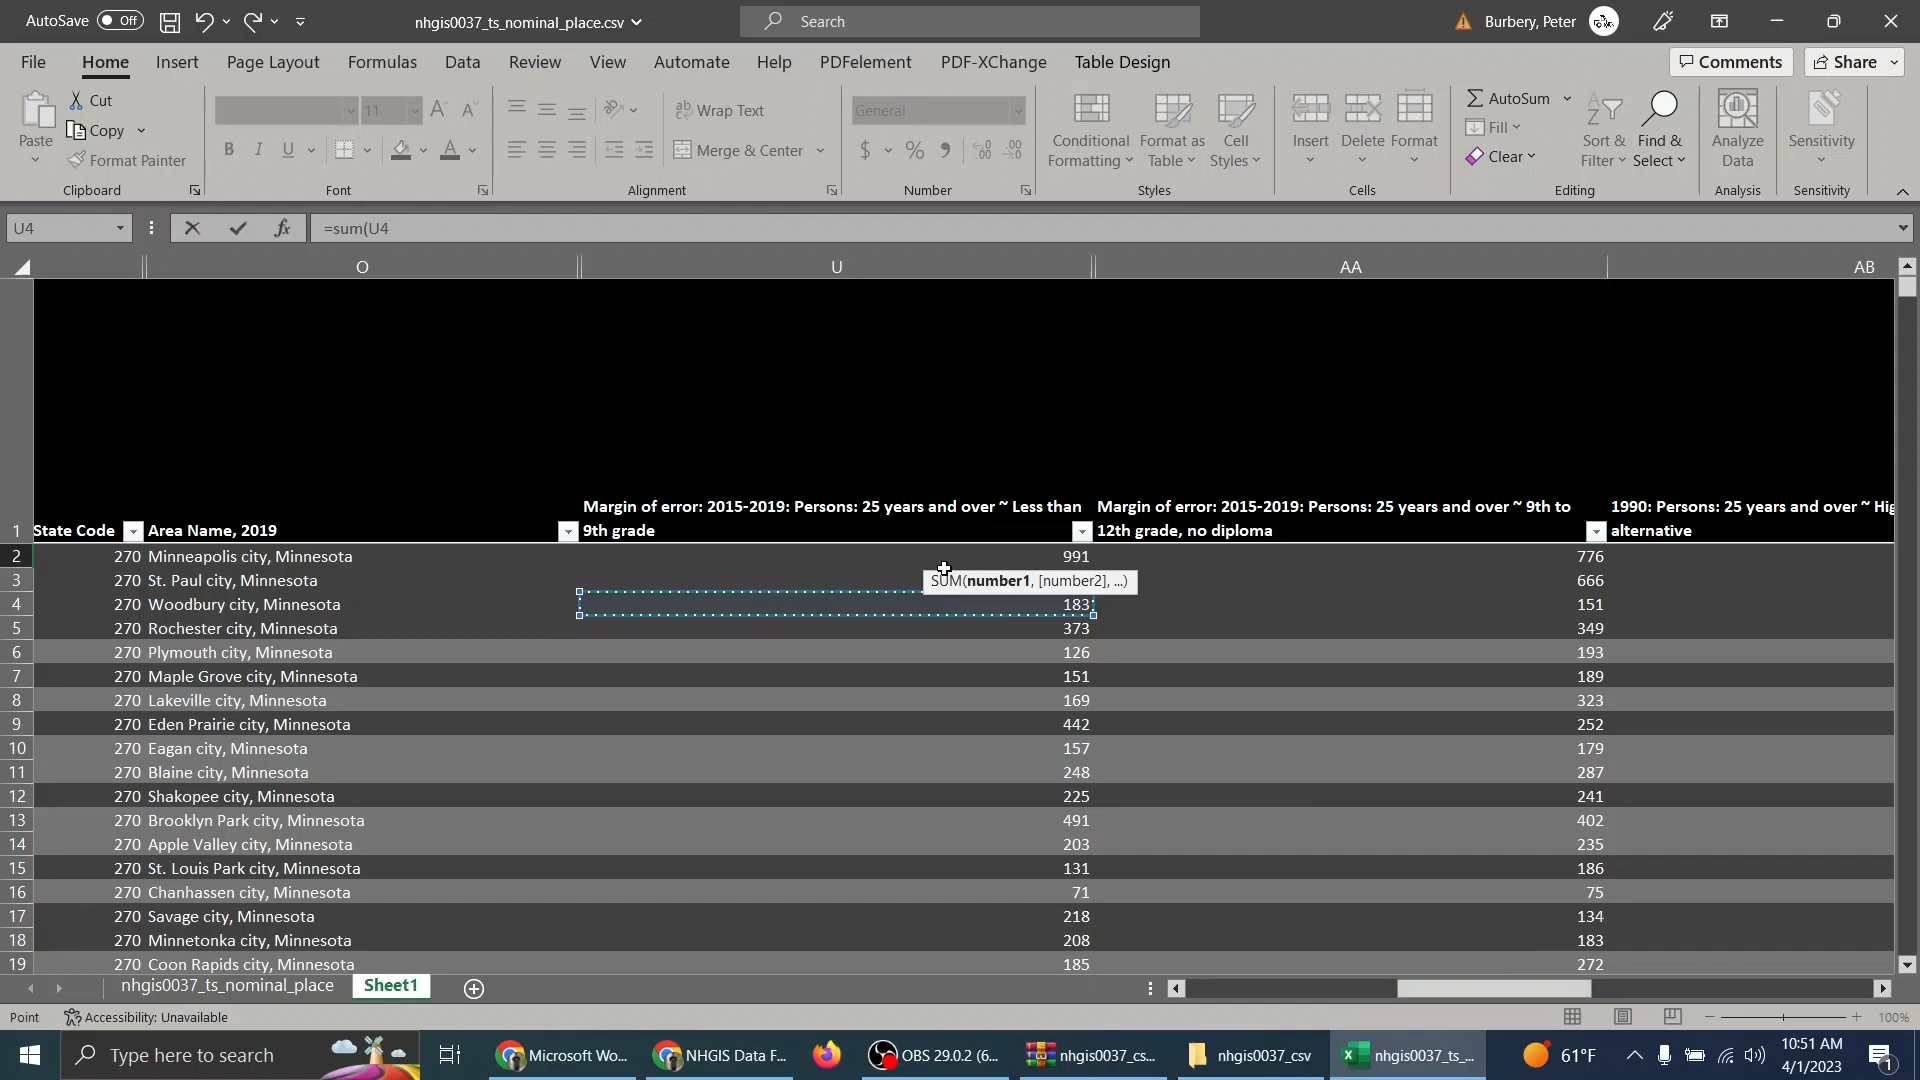 AutoSave Off
nhgis0037_ts_nominal_place.csv
Search
Burbery, Peter
File Home Insert Page Layout Formulas Data Review View Automate Help PDFelement PDF-XChange Table Design
Comments
Share
Paste
Cut
Copy
Format Painter
Clipboard
11
B I U
A
Font
ab Wrap Text
Merge & Center
Alignment
General
$ % 9
Number
Conditional Formatting
Format as Table
Cell Styles
Styles
Insert
Delete
Format
Cells
AutoSum
Fill
Clear
Sort & Filter
Find & Select
Editing
Analyze Data
Analysis
Sensitivity
Sensitivity
U4
fx
=sum(U4
O U AA AB
1 State Code Area Name, 2019 Margin of error: 2015-2019: Persons: 25 years and over ~ Less than 9th grade Margin of error: 2015-2019: Persons: 25 years and over ~ 9th to 12th grade, no diploma 1990: Persons: 25 years and over ~ Hig alternative
2 270 Minneapolis city, Minnesota 991 776
3 270 St. Paul city, Minnesota 666
SUM(number1, [number2], ...)
4 270 Woodbury city, Minnesota 183 151
5 270 Rochester city, Minnesota 373 349
6 270 Plymouth city, Minnesota 126 193
7 270 Maple Grove city, Minnesota 151 189
8 270 Lakeville city, Minnesota 169 323
9 270 Eden Prairie city, Minnesota 442 252
10 270 Eagan city, Minnesota 157 179
11 270 Blaine city, Minnesota 248 287
12 270 Shakopee city, Minnesota 225 241
13 270 Brooklyn Park city, Minnesota 491 402
14 270 Apple Valley city, Minnesota 203 235
15 270 St. Louis Park city, Minnesota 131 186
16 270 Chanhassen city, Minnesota 71 75
17 270 Savage city, Minnesota 218 134
18 270 Minnetonka city, Minnesota 208 183
19 270 Coon Rapids city, Minnesota 185 272
nhgis0037_ts_nominal_place Sheet1
Point Accessibility: Unavailable 100%
Type here to search
Microsoft Wo...
NHGIS Data F...
OBS 29.0.2 (6...
nhgis0037_cs...
nhgis0037_csv
nhgis0037_ts_...
61°F
10:51 AM
4/1/2023
1